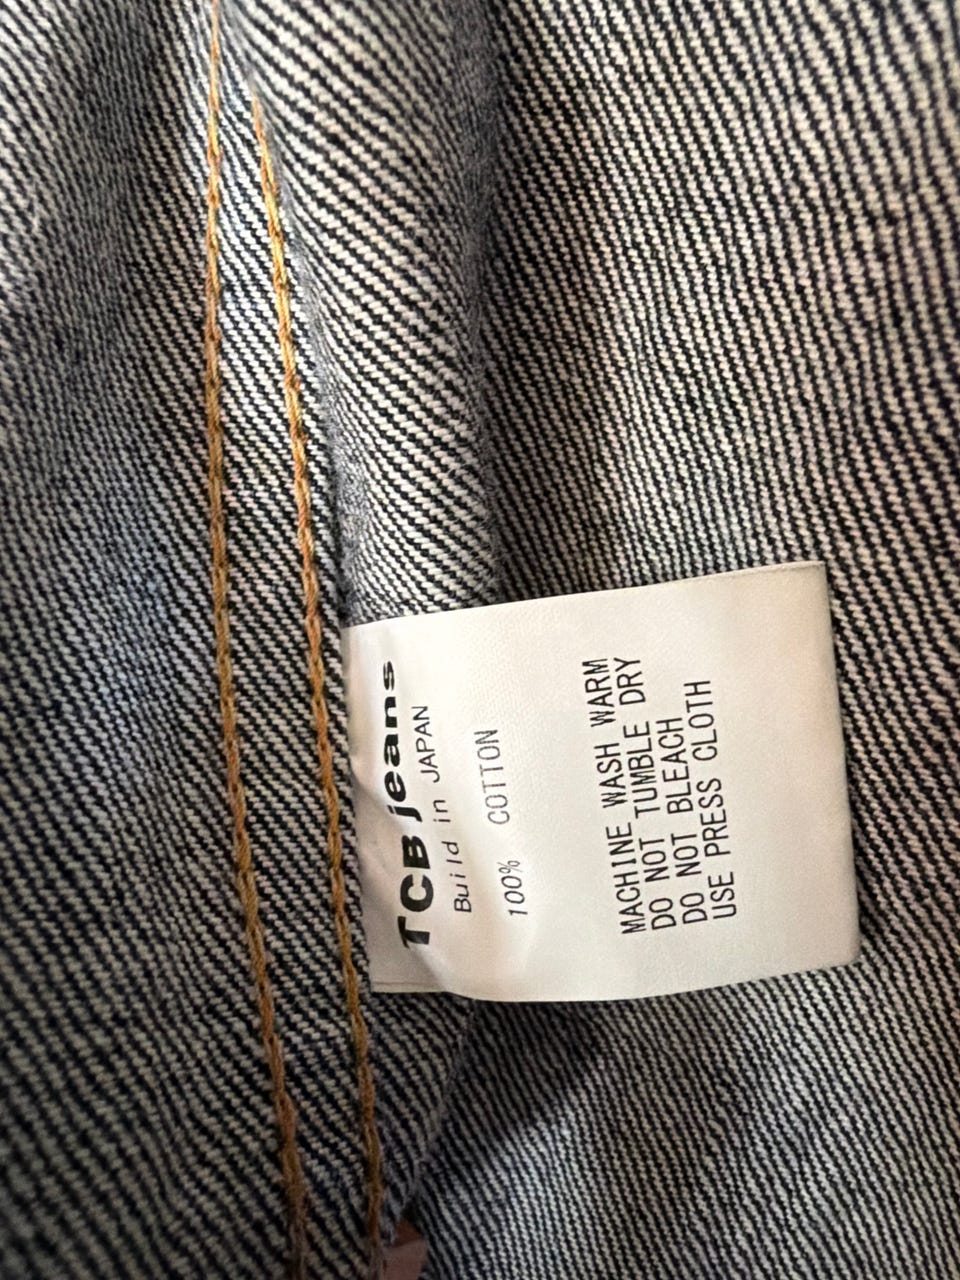 TCB jeans
Build in JAPAN
100% COTTON
MACHINE WASH WARM
DO NOT TUMBLE DRY
DO NOT BLEACH
USE PRESS CLOTH